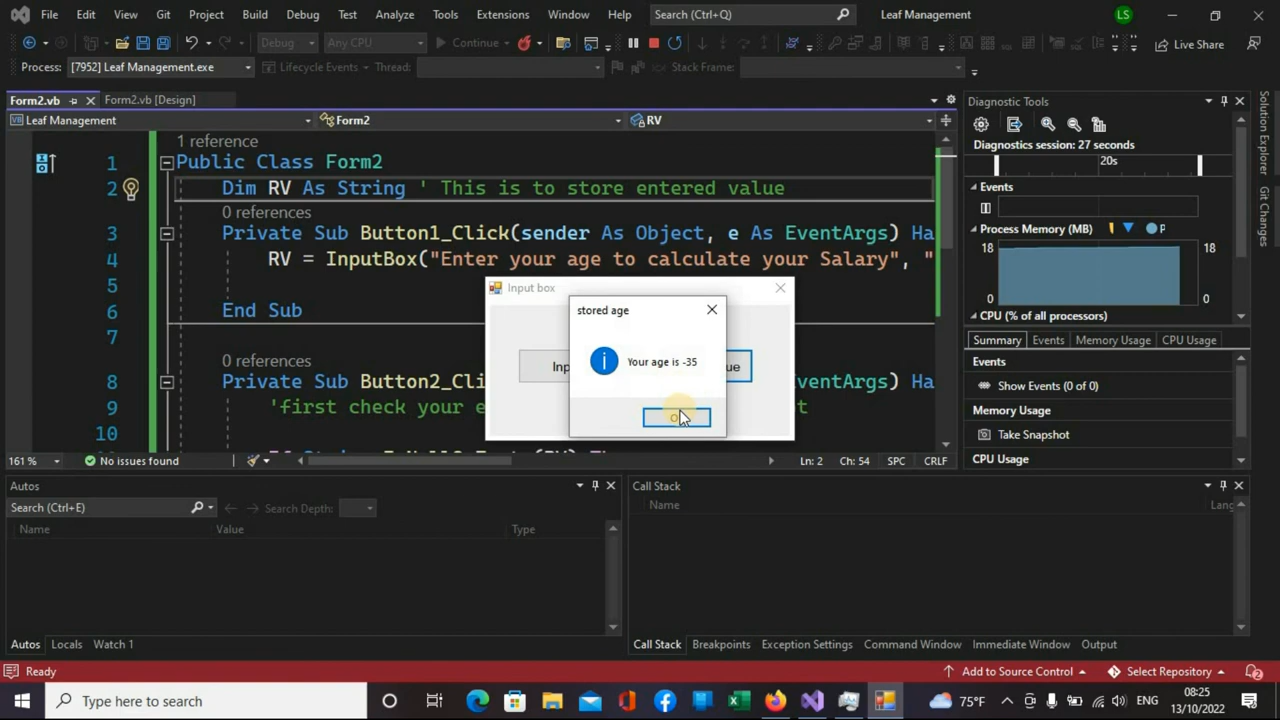 File Edit View Git Project Build Debug Test Analyze Tools Extensions Window Help Search (Ctrl+Q) Leaf Management LS
Debug Any CPU Continue Live Share
Process: [7952] Leaf Management.exe Lifecycle Events Thread: Stack Frame:
Form2.vb Form2.vb [Design]
Leaf Management Form2 RV
1 reference
1 Public Class Form2
2 Dim RV As String ' This is to store entered value
0 references
3 Private Sub Button1_Click(sender As Object, e As EventArgs) Ha
4 RV = InputBox("Enter your age to calculate your Salary", "
5
6 End Sub
7
0 references
8 Private Sub Button2_Cli EventArgs) Ha
9 'first check your e t
10
Input box
stored age
Your age is -35
Inp ue
161 % No issues found Ln: 2 Ch: 54 SPC CRLF
Diagnostic Tools
Diagnostics session: 27 seconds
20s
Events
Process Memory (MB) P
18 18
0 0
CPU (% of all processors)
Summary Events Memory Usage CPU Usage
Events
Show Events (0 of 0)
Memory Usage
Take Snapshot
CPU Usage
Solution Explorer
Git Changes
Autos
Search (Ctrl+E) Search Depth:
Name Value Type
Autos Locals Watch 1
Call Stack
Name Lang
Call Stack Breakpoints Exception Settings Command Window Immediate Window Output
Ready Add to Source Control Select Repository 2
Type here to search 75°F ENG 08:25
13/10/2022